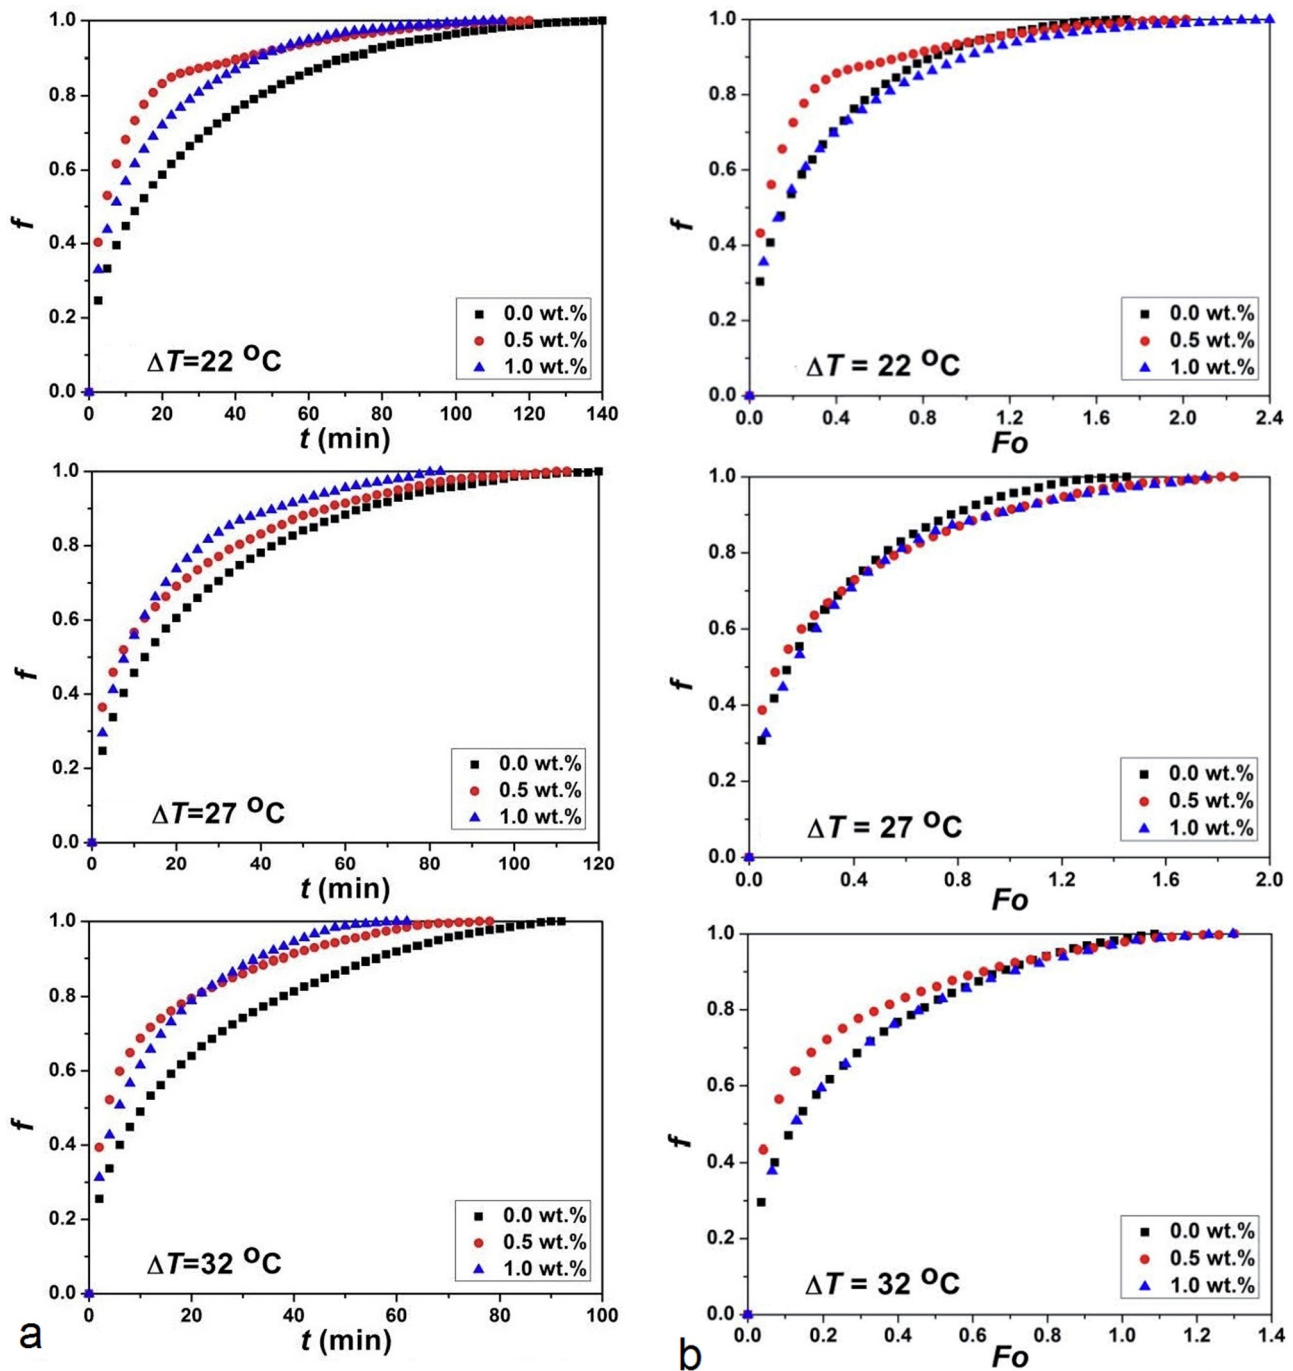 1.0
0.8
0.6
0.4
0.2
0.0
f
0.0 wt.%
0.5 wt.%
1.0 wt.%
ΔT=22 °C
0 20 40 60 80 100 120 140
t (min)
1.0
0.8
0.6
0.4
0.2
0.0
f
0.0 wt.%
0.5 wt.%
1.0 wt.%
ΔT = 22 °C
0.0 0.4 0.8 1.2 1.6 2.0 2.4
Fo
1.0
0.8
0.6
0.4
0.2
0.0
f
0.0 wt.%
0.5 wt.%
1.0 wt.%
ΔT=27 °C
0 20 40 60 80 100 120
t (min)
1.0
0.8
0.6
0.4
0.2
0.0
f
0.0 wt.%
0.5 wt.%
1.0 wt.%
ΔT = 27 °C
0.0 0.4 0.8 1.2 1.6 2.0
Fo
1.0
0.8
0.6
0.4
0.2
0.0
f
0.0 wt.%
0.5 wt.%
1.0 wt.%
ΔT=32 °C
0 20 40 60 80 100
t (min)
a
1.0
0.8
0.6
0.4
0.2
0.0
f
0.0 wt.%
0.5 wt.%
1.0 wt.%
ΔT = 32 °C
0.0 0.2 0.4 0.6 0.8 1.0 1.2 1.4
Fo
b